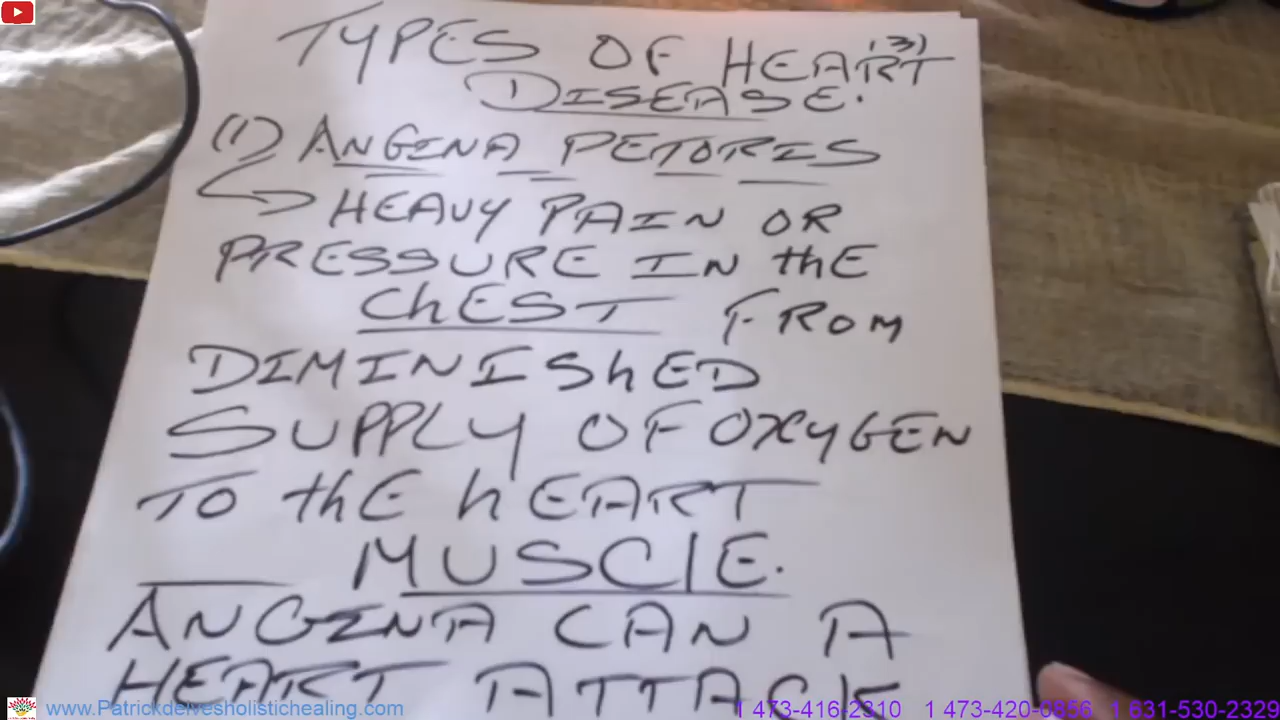 TYPES OF HEART (3)
DISEASE.
(1) ANGINA PETORIS
HEAVY PAIN OR
PRESSURE IN thE
ChEST FROM
DIMINIShED
SUPPLY OF OXYGEN
TO thE hEART
MUSClE.
ANGINA CAN A
HEART ATTACK
www.Patrickdelvesholistichealing.com
1 473-416-2310 1 473-420-0856 1 631-530-2329